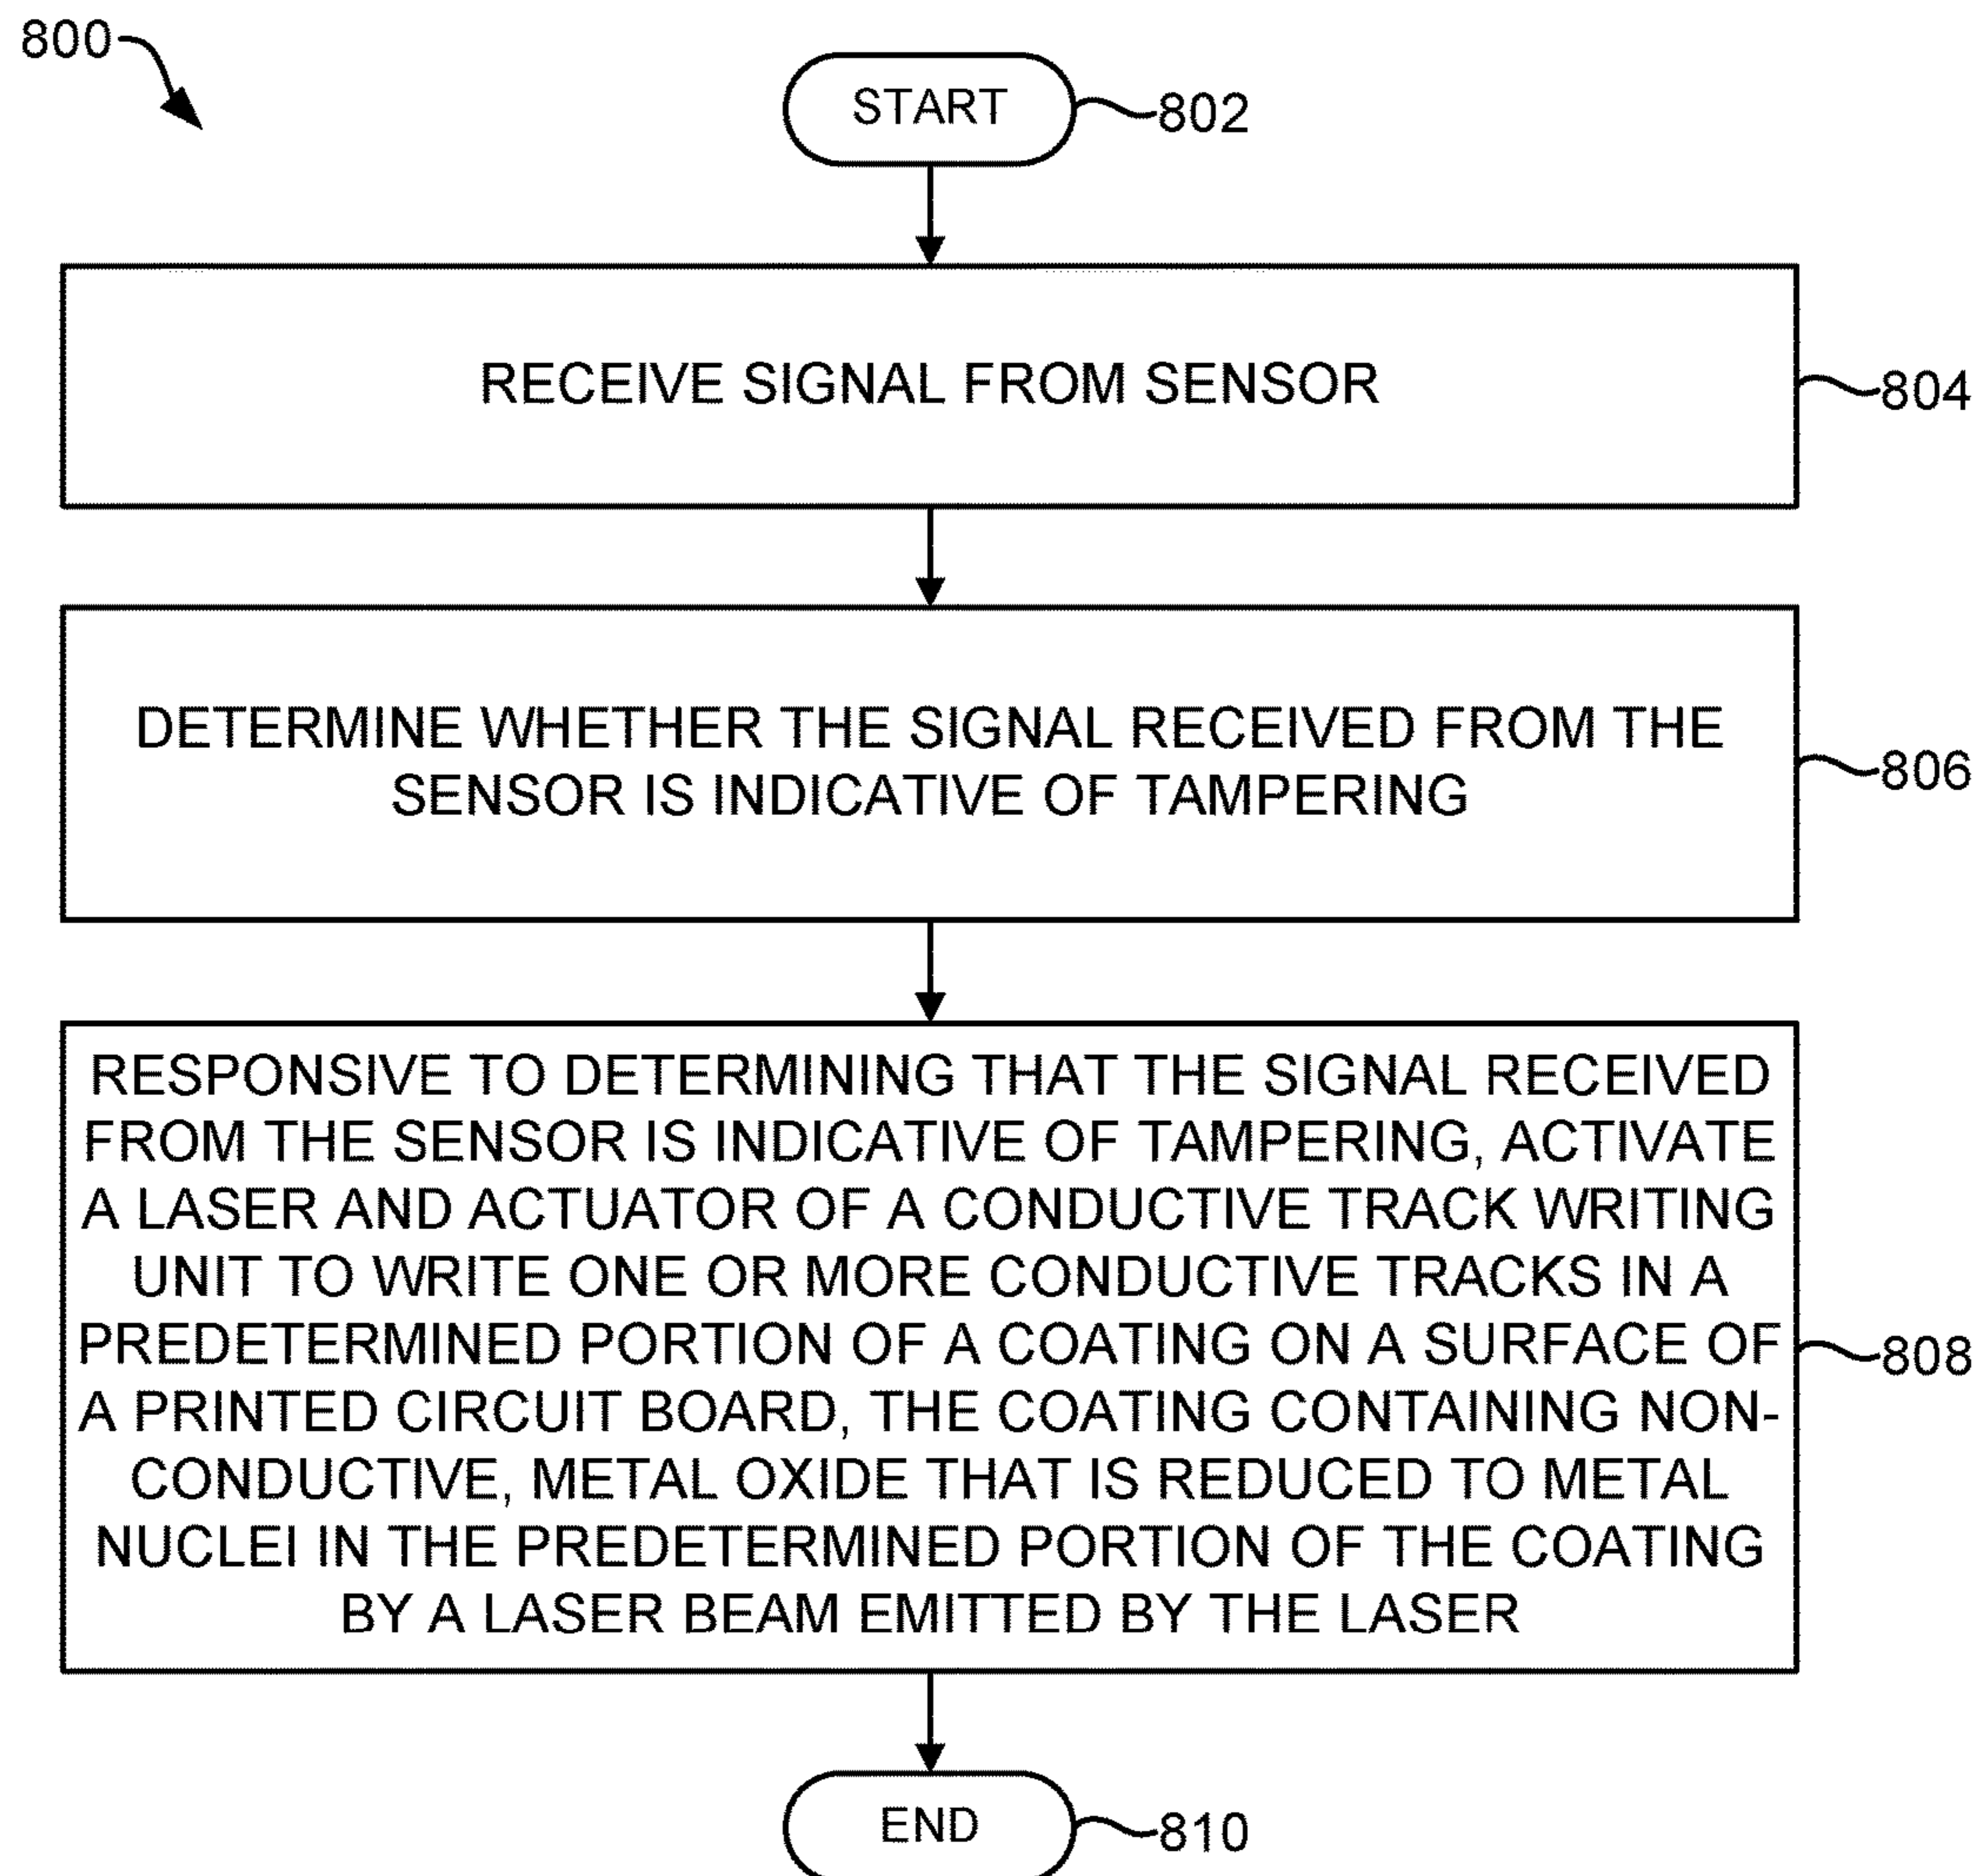 800
START
802
RECEIVE SIGNAL FROM SENSOR
804
DETERMINE WHETHER THE SIGNAL RECEIVED FROM THE
SENSOR IS INDICATIVE OF TAMPERING
806
RESPONSIVE TO DETERMINING THAT THE SIGNAL RECEIVED
FROM THE SENSOR IS INDICATIVE OF TAMPERING, ACTIVATE
A LASER AND ACTUATOR OF A CONDUCTIVE TRACK WRITING
UNIT TO WRITE ONE OR MORE CONDUCTIVE TRACKS IN A
PREDETERMINED PORTION OF A COATING ON A SURFACE OF
A PRINTED CIRCUIT BOARD, THE COATING CONTAINING NON-
CONDUCTIVE, METAL OXIDE THAT IS REDUCED TO METAL
NUCLEI IN THE PREDETERMINED PORTION OF THE COATING
BY A LASER BEAM EMITTED BY THE LASER
808
END
810